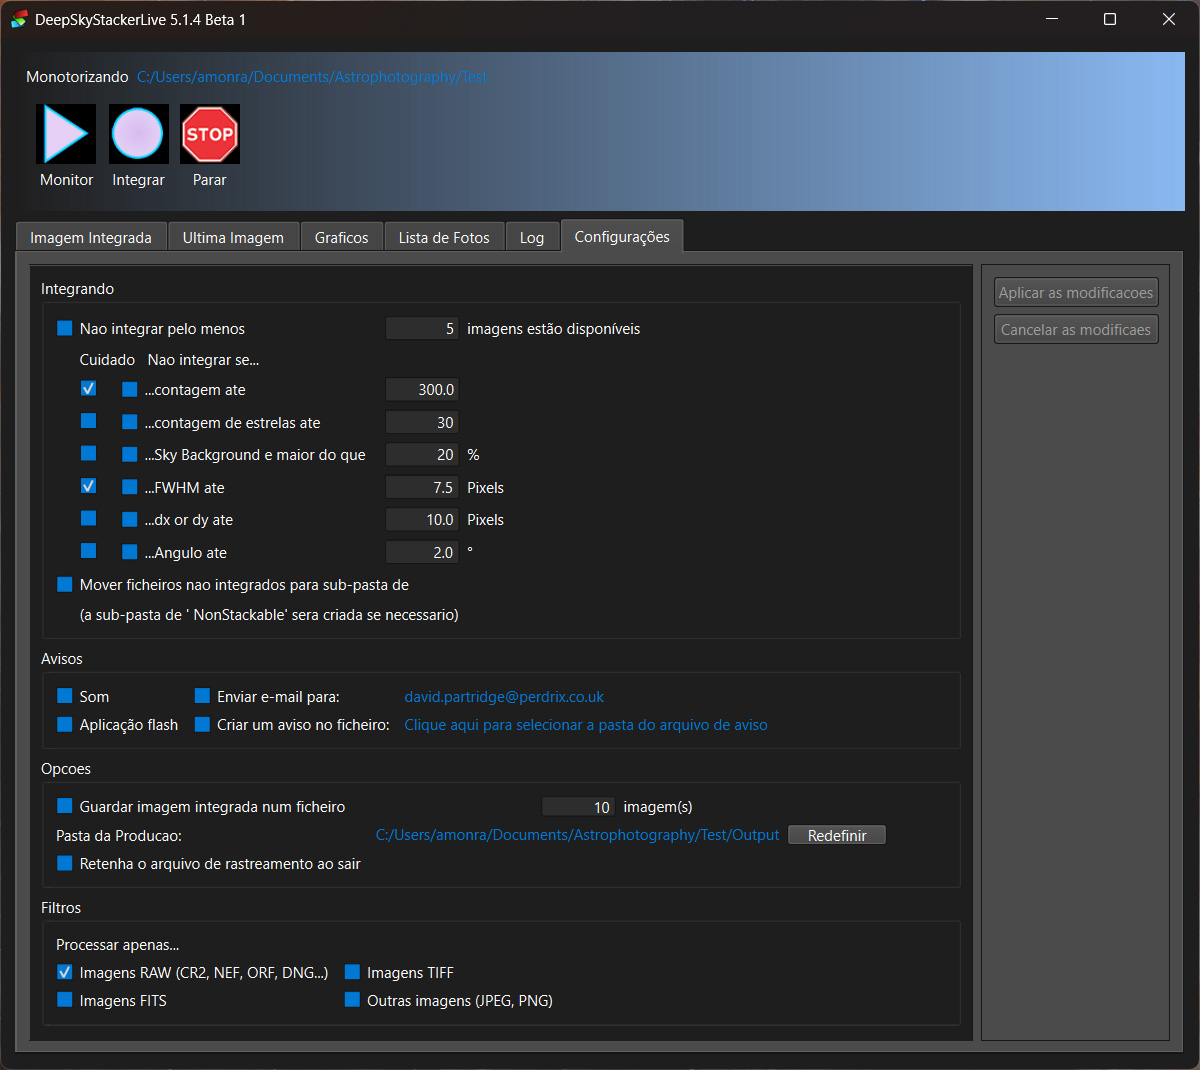 DeepSkyStackerLive 5.1.4 Beta 1
Monotorizando C:/Users/amonra/Documents/Astrophotography/Test
STOP
Monitor Integrar Parar
Imagem Integrada Ultima Imagem Graficos Lista de Fotos Log Configurações
Integrando
Nao integrar pelo menos 5 imagens estão disponíveis
Cuidado Nao integrar se...
...contagem ate 300.0
...contagem de estrelas ate 30
...Sky Background e maior do que 20 %
...FWHM ate 7.5 Pixels
...dx or dy ate 10.0 Pixels
...Angulo ate 2.0 °
Mover ficheiros nao integrados para sub-pasta de
(a sub-pasta de ' NonStackable' sera criada se necessario)
Avisos
Som Enviar e-mail para: david.partridge@perdrix.co.uk
Aplicação flash Criar um aviso no ficheiro: Clique aqui para selecionar a pasta do arquivo de aviso
Opcoes
Guardar imagem integrada num ficheiro 10 imagem(s)
Pasta da Producao: C:/Users/amonra/Documents/Astrophotography/Test/Output Redefinir
Retenha o arquivo de rastreamento ao sair
Filtros
Processar apenas...
Imagens RAW (CR2, NEF, ORF, DNG...) Imagens TIFF
Imagens FITS Outras imagens (JPEG, PNG)
Aplicar as modificacoes
Cancelar as modificaes